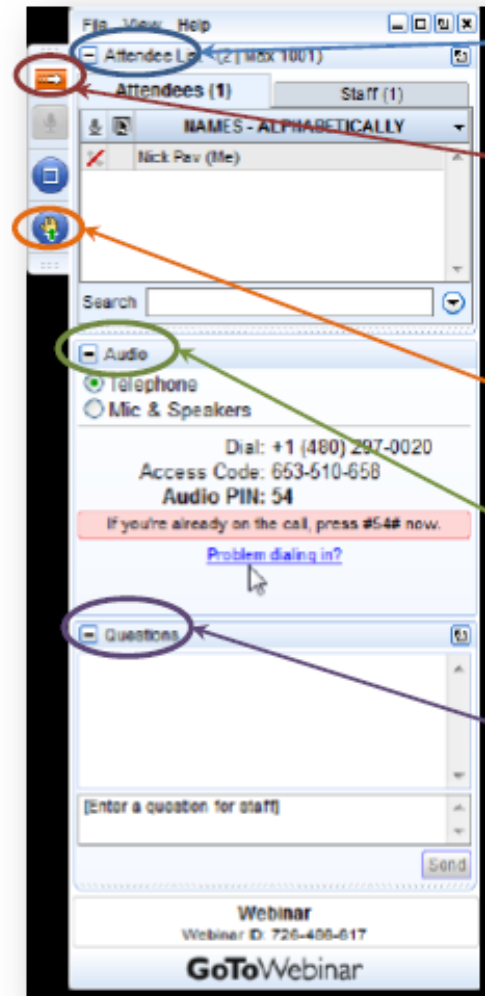 File View Help
Attendee List (2 | Max 1001)
Attendees (1) Staff (1)
NAMES - ALPHABETICALLY
Nick Pav (Me)
Search
Audio
Telephone
Mic & Speakers
Dial: +1 (480) 297-0020
Access Code: 653-510-658
Audio PIN: 54
If you're already on the call, press #54# now.
Problem dialing in?
Questions
[Enter a question for staff]
Send
Webinar
Webinar ID: 726-486-617
GoToWebinar